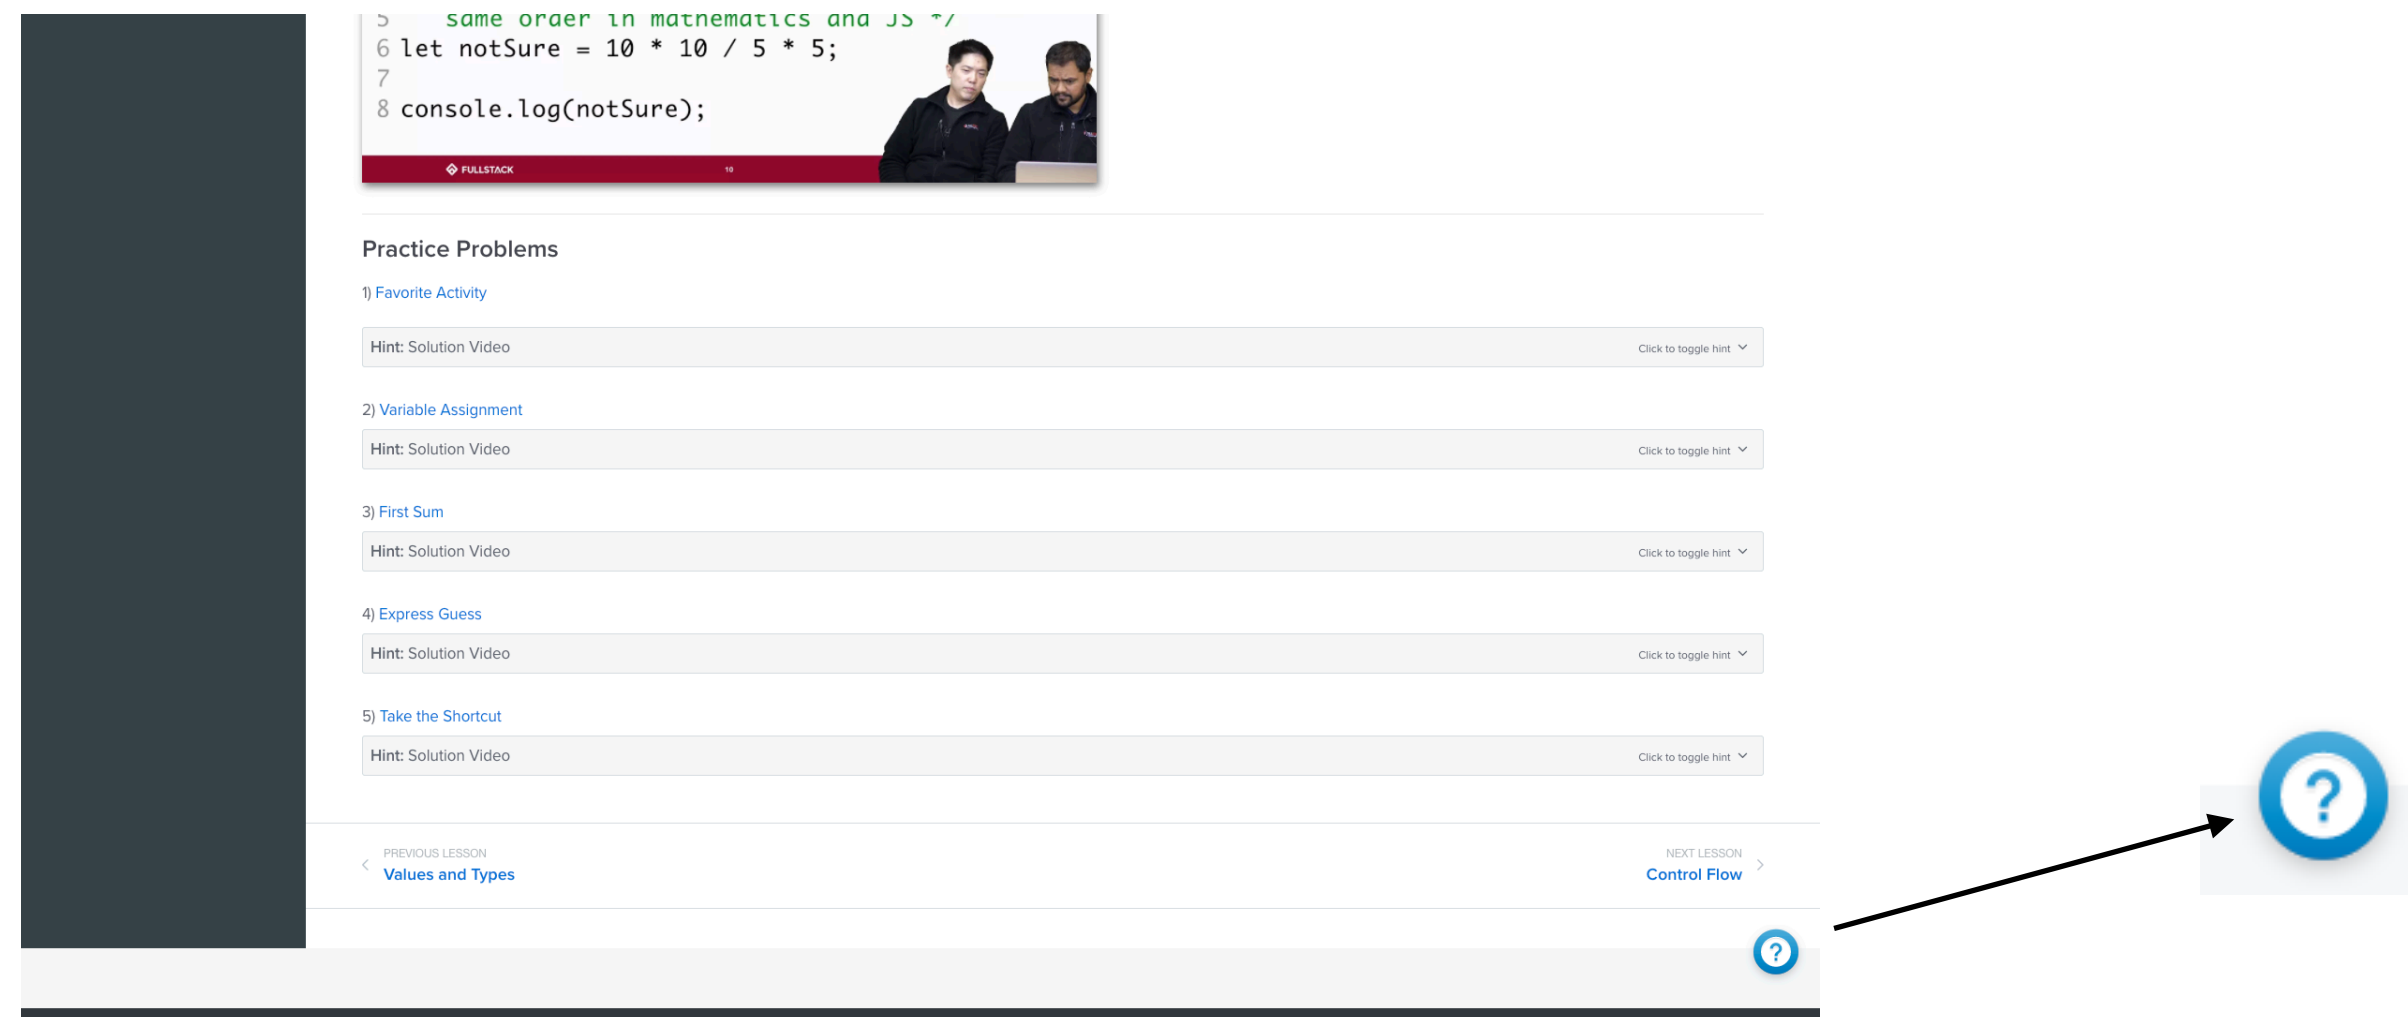 5 same order in mathematics and JS */
6 let notSure = 10 * 10 / 5 * 5;
7
8 console.log(notSure);
FULLSTACK
10
Practice Problems
1) Favorite Activity
Hint: Solution Video Click to toggle hint
2) Variable Assignment
Hint: Solution Video Click to toggle hint
3) First Sum
Hint: Solution Video Click to toggle hint
4) Express Guess
Hint: Solution Video Click to toggle hint
5) Take the Shortcut
Hint: Solution Video Click to toggle hint
PREVIOUS LESSON
Values and Types
NEXT LESSON
Control Flow
?
?